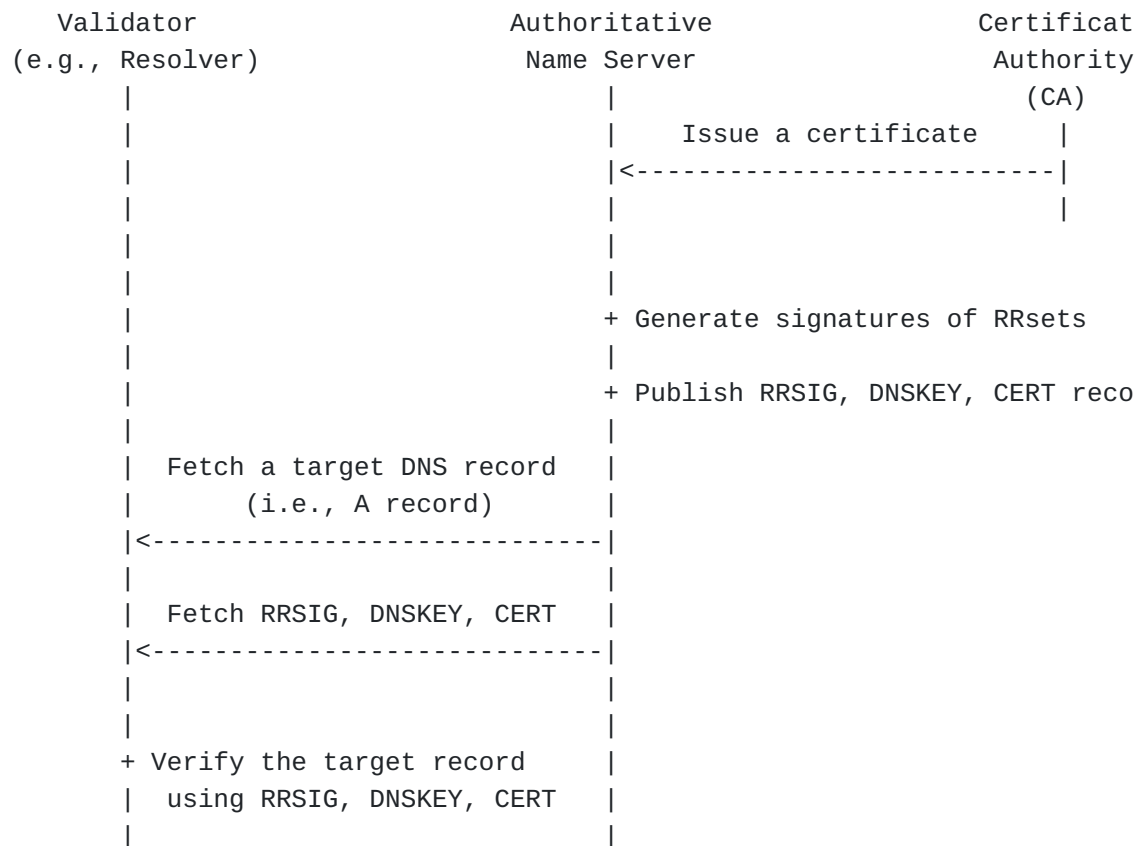 Validator Authoritative Certificat
(e.g., Resolver) Name Server Authority
(CA)
Issue a certificate
Generate signatures of RRsets
Publish RRSIG, DNSKEY, CERT reco
Fetch a target DNS record
(i.e., A record)
Fetch RRSIG, DNSKEY, CERT
Verify the target record
using RRSIG, DNSKEY, CERT